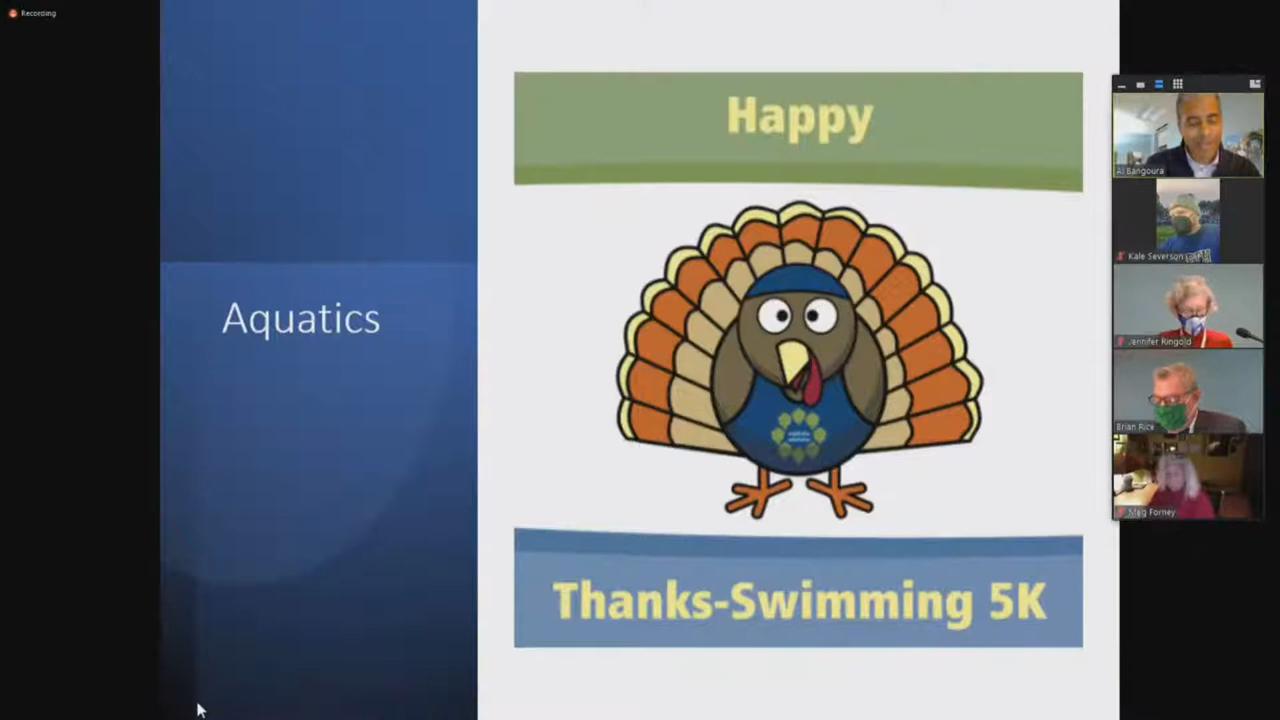 Recording
Aquatics
Happy
Thanks-Swimming 5K
Al Bangoura
Kale Severson
Jennifer Ringold
Brian Rice
Meg Forney